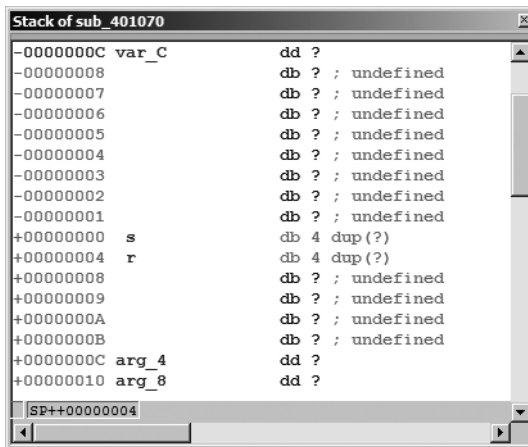 Stack of sub_401070
-0000000C var_C dd ?
-00000008 db ? ; undefined
-00000007 db ? ; undefined
-00000006 db ? ; undefined
-00000005 db ? ; undefined
-00000004 db ? ; undefined
-00000003 db ? ; undefined
-00000002 db ? ; undefined
-00000001 db ? ; undefined
+00000000 s db 4 dup(?)
+00000004 r db 4 dup(?)
+00000008 db ? ; undefined
+00000009 db ? ; undefined
+0000000A db ? ; undefined
+0000000B db ? ; undefined
+0000000C arg_4 dd ?
+00000010 arg_8 dd ?
SP++00000004